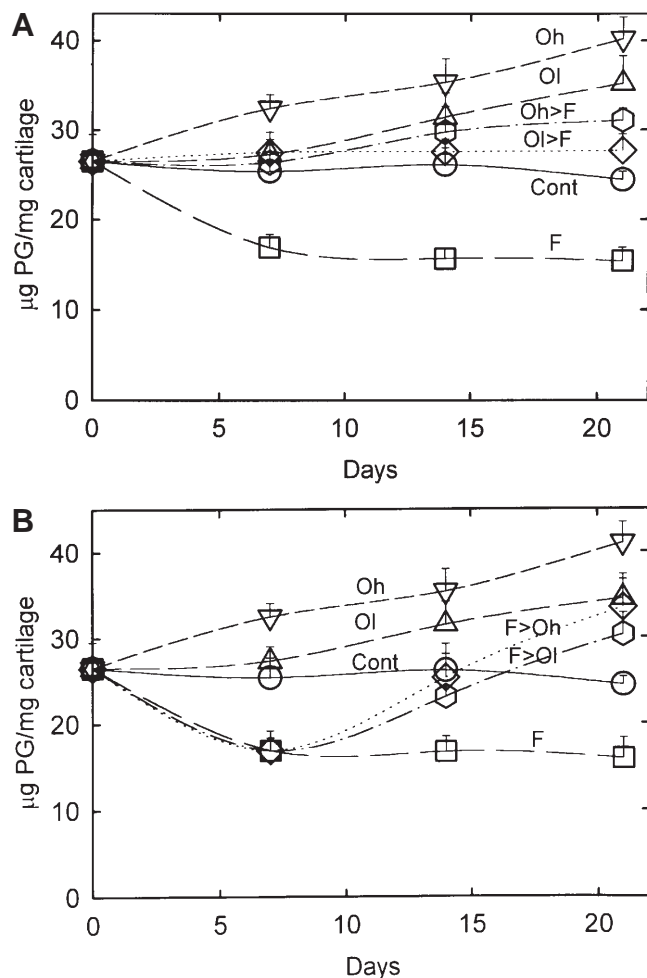 A
µg PG/mg cartilage
40
30
20
10
0
Oh
Ol
Oh>F
Ol>F
Cont
F
0 5 10 15 20
Days
B
µg PG/mg cartilage
40
30
20
10
0
Oh
Ol
Cont
F>Oh
F>Ol
F
0 5 10 15 20
Days